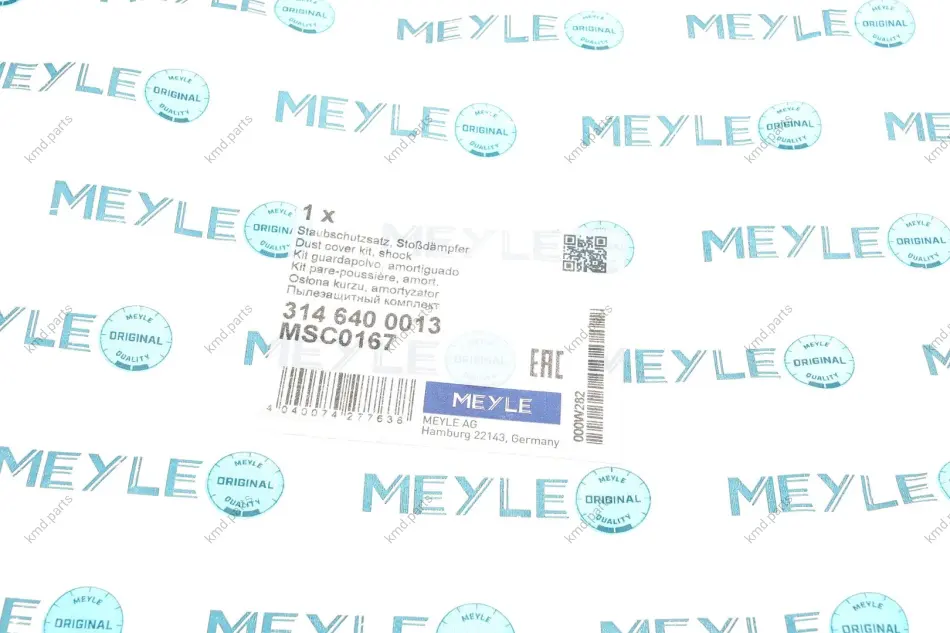 MEYLE ORIGINAL QUALITY
1 x
Staubschutzsatz, Stoßdämpfer
Dust cover kit, shock
Kit guardapolvo, amortiguado
Kit pare-poussière, amort.
Osłona kurzu, amortyzator
Пылезащитный комплект
314 640 0013
MSC0167
EAC
4 040074 277636
MEYLE
MEYLE AG
Hamburg 22143, Germany
000W282
kmd.parts